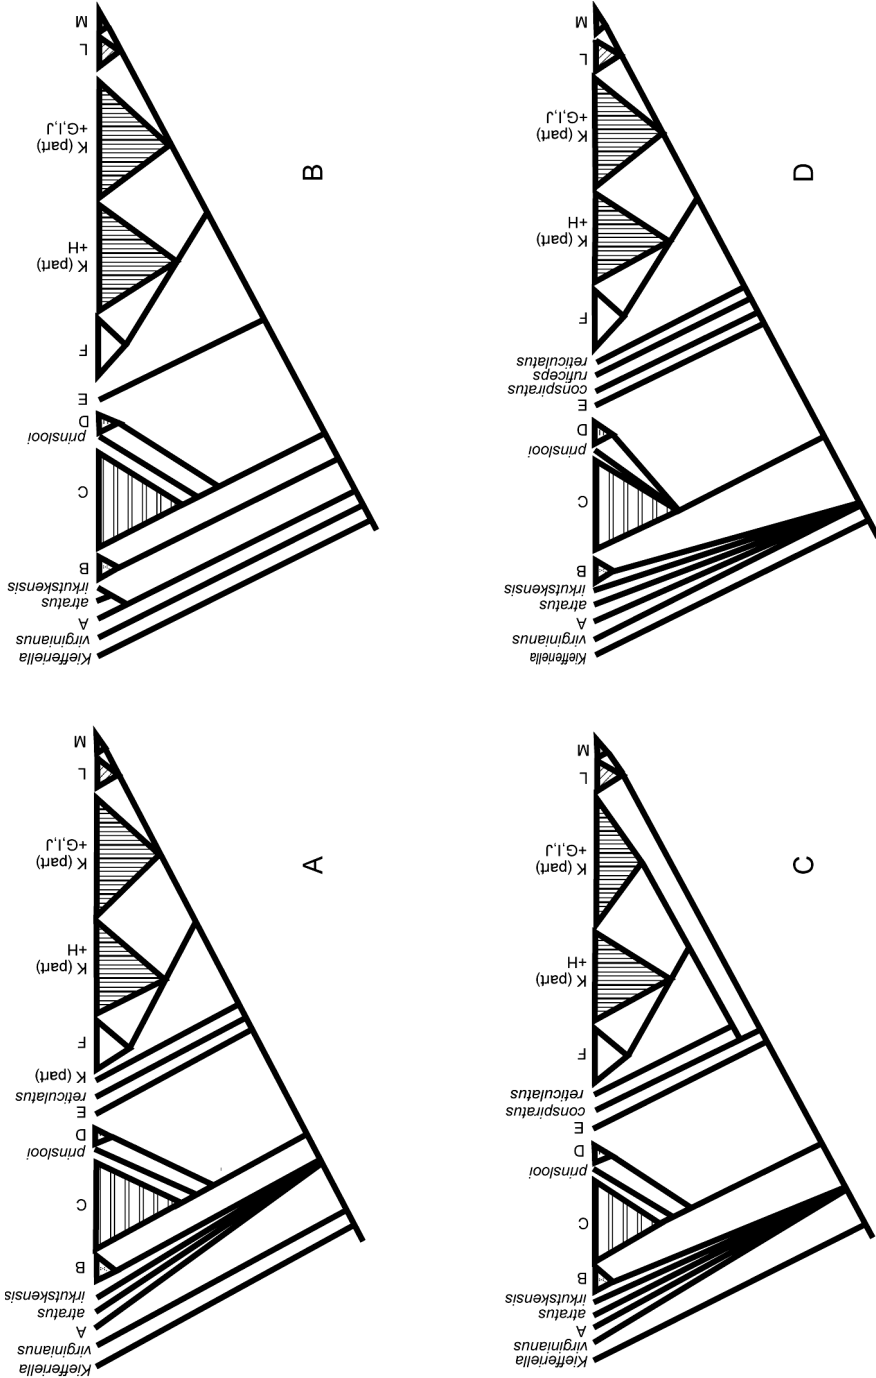 M
L
K (part)
+G,I,J
K (part)
+H
F
E
D
prinslooi
C
B
irkutskensis
atratus
A
virginianus
Kiefferiella
B
M
L
K (part)
+G,I,J
K (part)
+H
F
reticulatus
ruficeps
conspiratus
E
D
prinslooi
C
B
irkutskensis
atratus
A
virginianus
Kieffeniella
D
M
L
K (part)
+G,I,J
K (part)
+H
F
K (part)
reticulatus
E
D
prinslooi
C
B
irkutskensis
atratus
A
virginianus
Kiefferiella
A
M
L
K (part)
+G,I,J
K (part)
+H
F
reticulatus
conspiratus
E
D
prinslooi
C
B
irkutskensis
atratus
A
virginianus
Kiefferiella
C